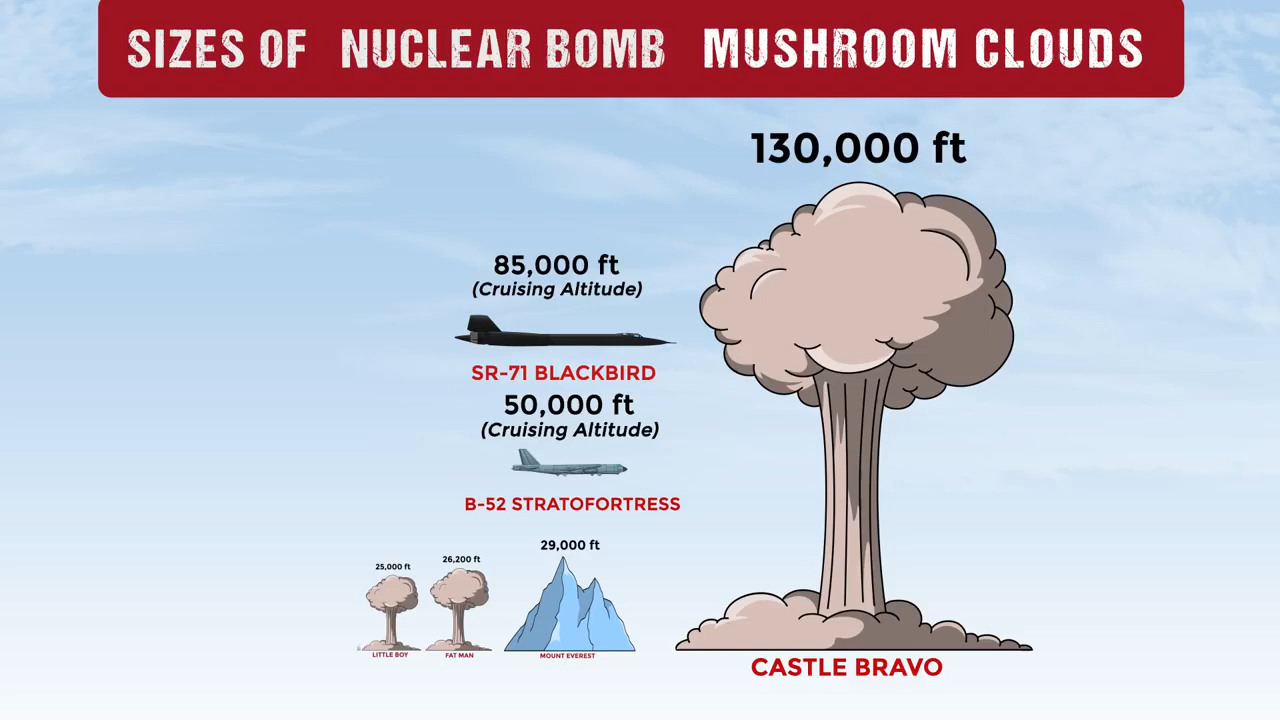 SIZES OF NUCLEAR BOMB MUSHROOM CLOUDS
130,000 ft
85,000 ft
(Cruising Altitude)
SR-71 BLACKBIRD
50,000 ft
(Cruising Altitude)
B-52 STRATOFORTRESS
29,000 ft
26,200 ft
25,000 ft
LITTLE BOY
FAT MAN
MOUNT EVEREST
CASTLE BRAVO